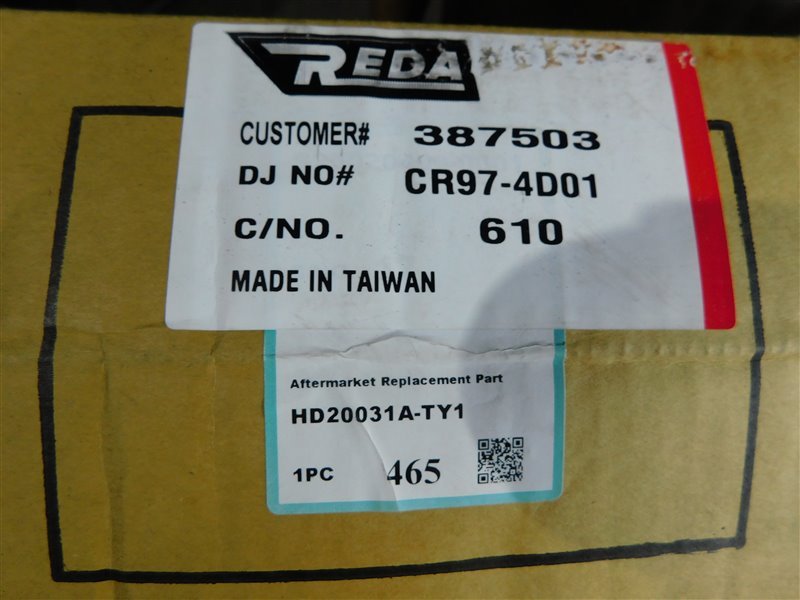 REDA
CUSTOMER# 387503
DJ NO# CR97-4D01
C/NO. 610
MADE IN TAIWAN
Aftermarket Replacement Part
HD20031A-TY1
1PC 465